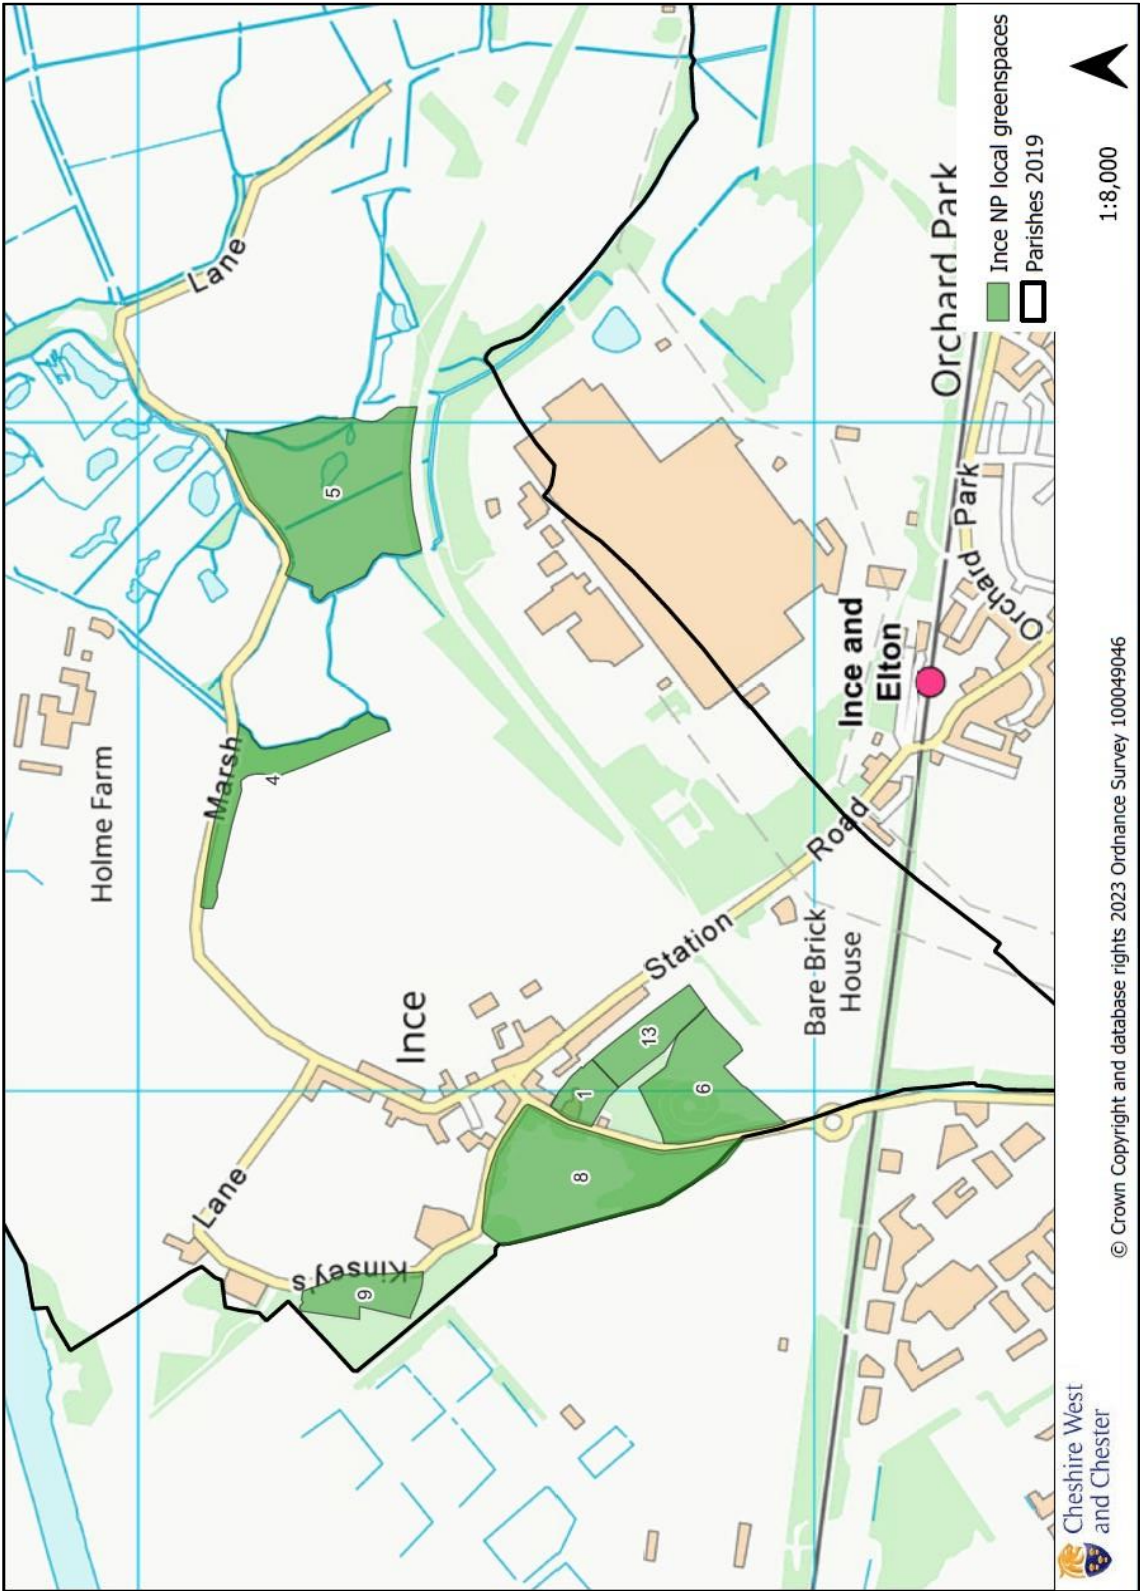 Holme Farm
Lane
Marsh
5
4
Ince
Lane
Kinsey's
9
8
1
13
6
Station
Road
Bare Brick
House
Ince and
Elton
Orchard Park
Orchard Park
Ince NP local greenspaces
Parishes 2019
1:8,000
Cheshire West
and Chester
© Crown Copyright and database rights 2023 Ordnance Survey 100049046